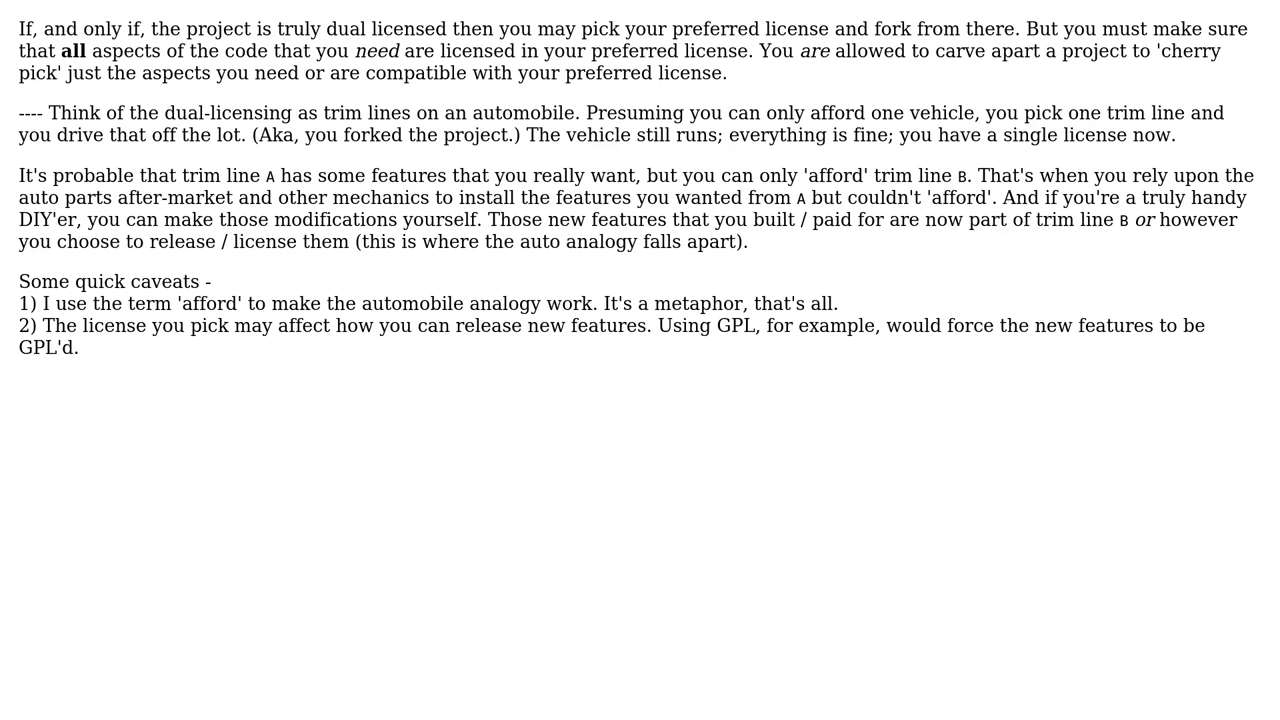 If, and only if, the project is truly dual licensed then you may pick your preferred license and fork from there. But you must make sure
that all aspects of the code that you need are licensed in your preferred license. You are allowed to carve apart a project to 'cherry
pick' just the aspects you need or are compatible with your preferred license.
---- Think of the dual-licensing as trim lines on an automobile. Presuming you can only afford one vehicle, you pick one trim line and
you drive that off the lot. (Aka, you forked the project.) The vehicle still runs; everything is fine; you have a single license now.
It's probable that trim line A has some features that you really want, but you can only 'afford' trim line B. That's when you rely upon the
auto parts after-market and other mechanics to install the features you wanted from A but couldn't 'afford'. And if you're a truly handy
DIY'er, you can make those modifications yourself. Those new features that you built / paid for are now part of trim line B or however
you choose to release / license them (this is where the auto analogy falls apart).
Some quick caveats -
1) I use the term 'afford' to make the automobile analogy work. It's a metaphor, that's all.
2) The license you pick may affect how you can release new features. Using GPL, for example, would force the new features to be
GPL'd.